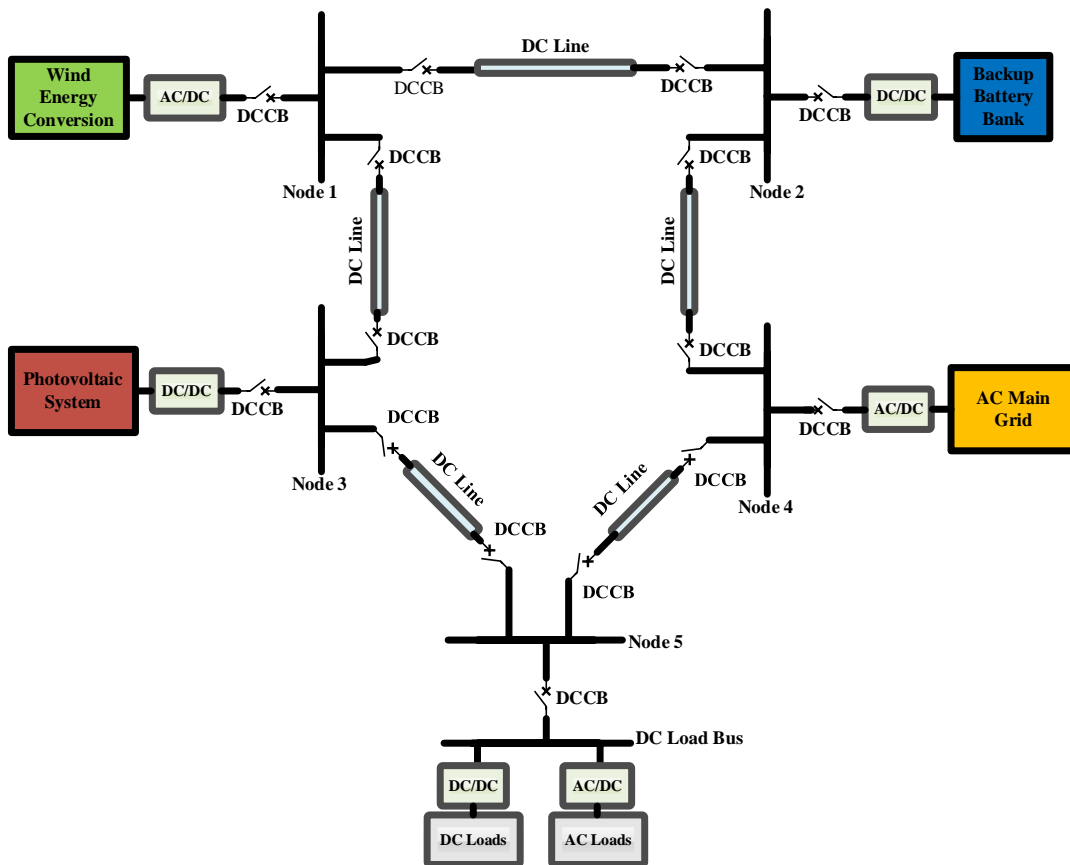 DC Line
Wind
Energy
Conversion
AC/DC
DCCB
DCCB
DCCB
DCCB
DC/DC
Backup
Battery
Bank
DCCB
DCCB
Node 1
Node 2
DC Line
DC Line
DCCB
DCCB
Photovoltaic
System
DC/DC
DCCB
AC Main
Grid
AC/DC
DCCB
DCCB
Node 3
DC Line
DC Line
DCCB
Node 4
DCCB
DCCB
Node 5
DCCB
DC Load Bus
DC/DC
AC/DC
DC Loads
AC Loads